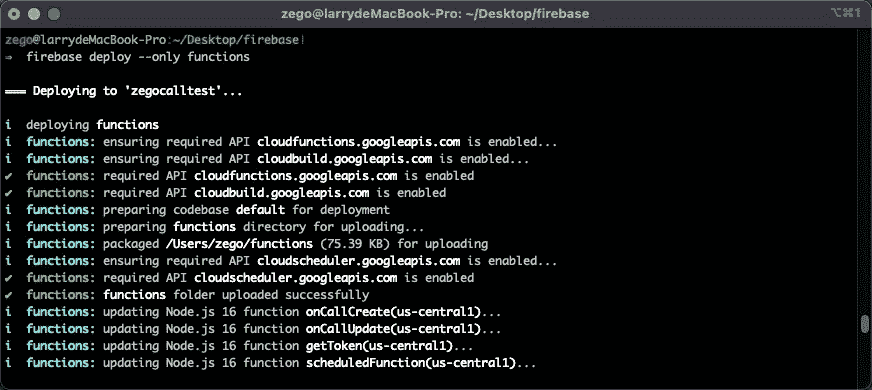 zego@larrydeMacBook-Pro: ~/Desktop/firebase
⌥⌘1
zego@larrydeMacBook-Pro:~/Desktop/firebase|
⇒  firebase deploy --only functions
=== Deploying to 'zegocalltest'...
i  deploying functions
i  functions: ensuring required API cloudfunctions.googleapis.com is enabled...
i  functions: ensuring required API cloudbuild.googleapis.com is enabled...
✔  functions: required API cloudfunctions.googleapis.com is enabled
✔  functions: required API cloudbuild.googleapis.com is enabled
i  functions: preparing codebase default for deployment
i  functions: preparing functions directory for uploading...
i  functions: packaged /Users/zego/functions (75.39 KB) for uploading
i  functions: ensuring required API cloudscheduler.googleapis.com is enabled...
✔  functions: required API cloudscheduler.googleapis.com is enabled
✔  functions: functions folder uploaded successfully
i  functions: updating Node.js 16 function onCallCreate(us-central1)...
i  functions: updating Node.js 16 function onCallUpdate(us-central1)...
i  functions: updating Node.js 16 function getToken(us-central1)...
i  functions: updating Node.js 16 function scheduledFunction(us-central1)...